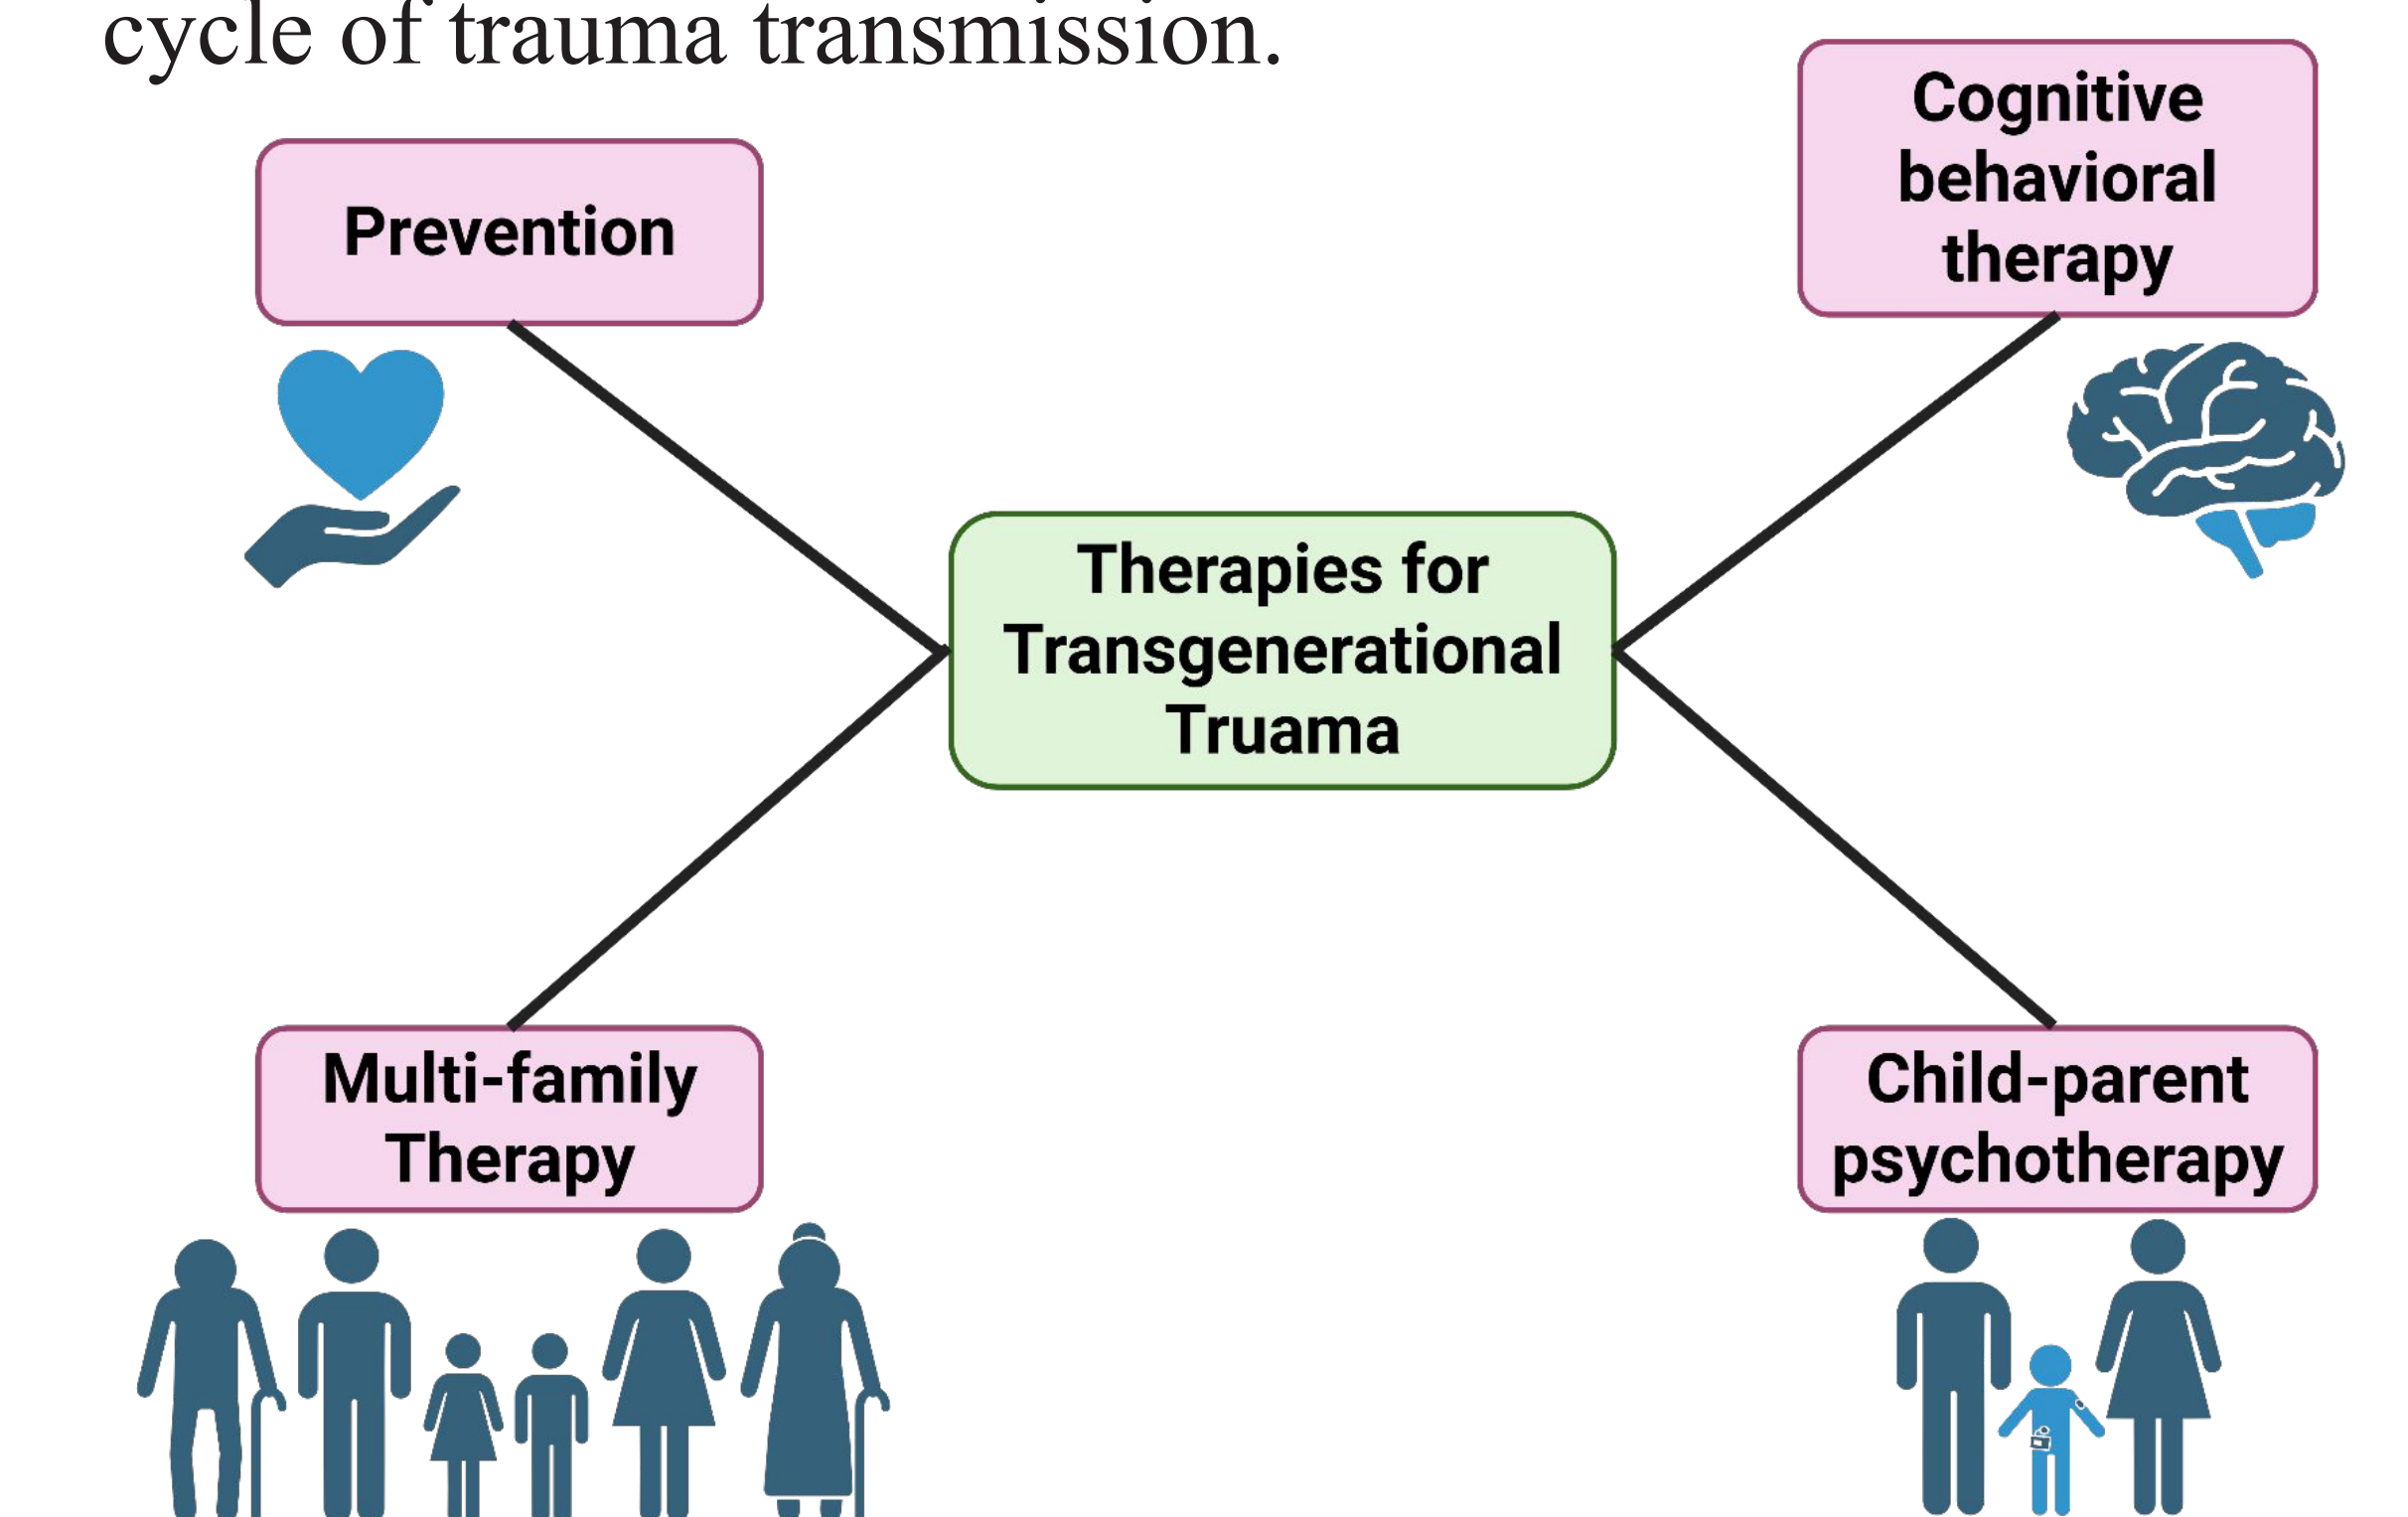 cycle of trauma transmission.
Prevention
Cognitive
behavioral
therapy
Therapies for
Transgenerational
Truama
Multi-family
Therapy
Child-parent
psychotherapy